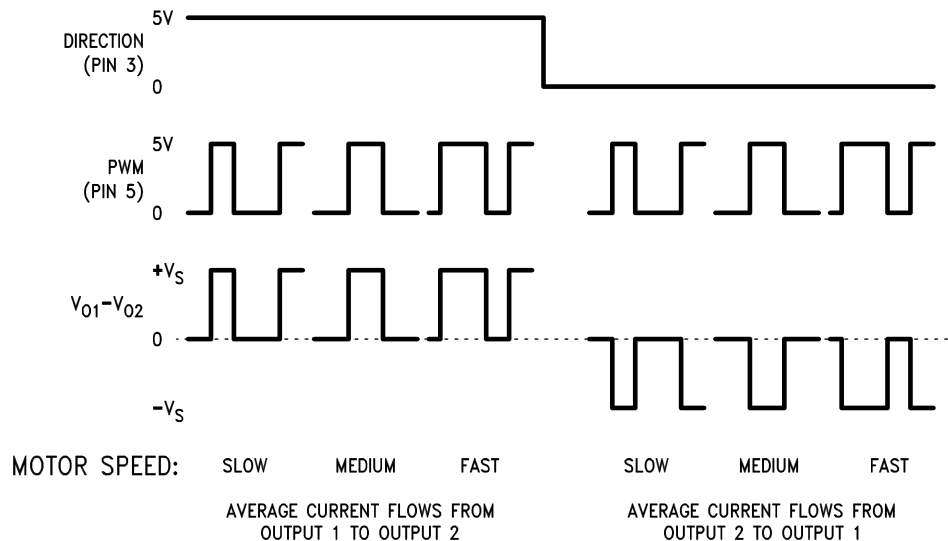 5V
DIRECTION
(PIN 3)
0
5V
PWM
(PIN 5)
0
+VS
VO1–VO2
0
–VS
MOTOR SPEED: SLOW MEDIUM FAST SLOW MEDIUM FAST
AVERAGE CURRENT FLOWS FROM
OUTPUT 1 TO OUTPUT 2
AVERAGE CURRENT FLOWS FROM
OUTPUT 2 TO OUTPUT 1